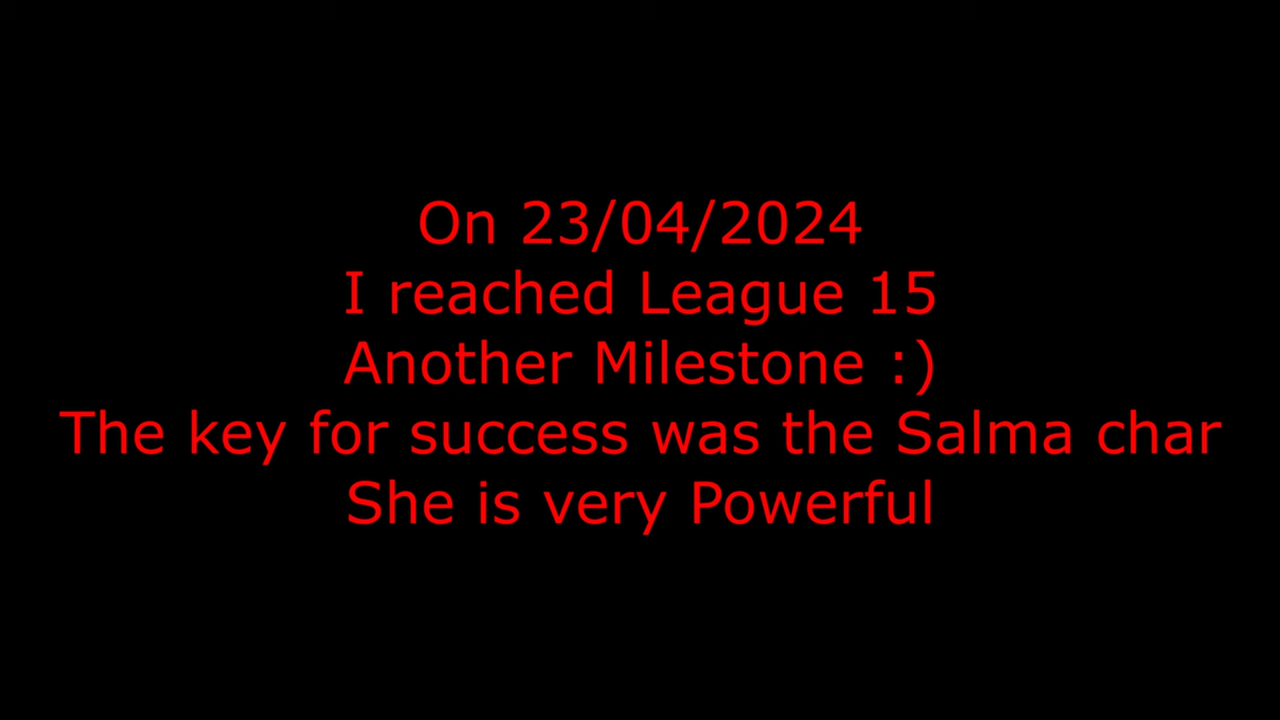 On 23/04/2024
I reached League 15
Another Milestone :)
The key for success was the Salma char
She is very Powerful